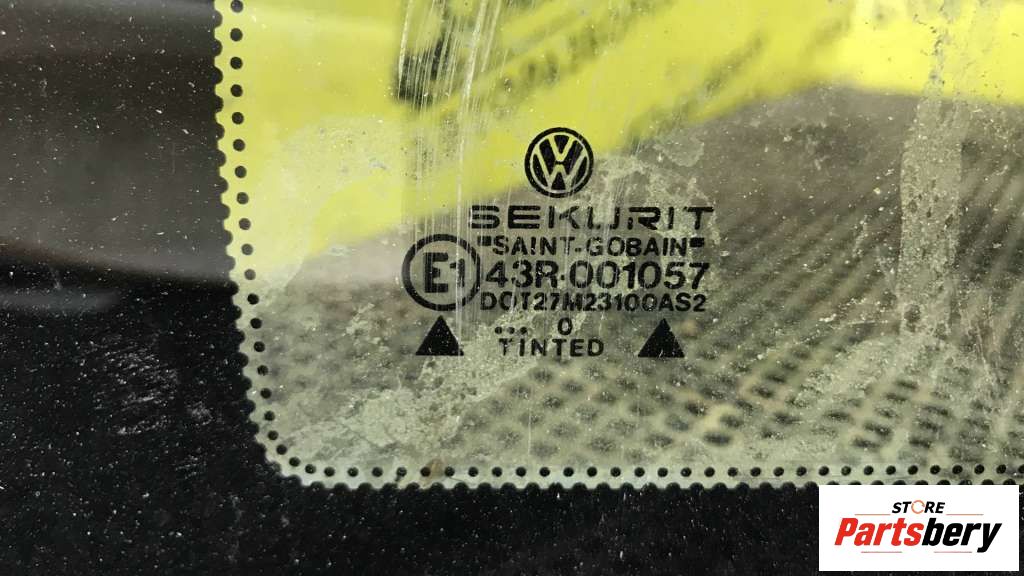 SEKURIT
"SAINT-GOBAIN"
E1
43R-001057
DOT27M23100AS2
... 0
TINTED
STORE
Partsbery